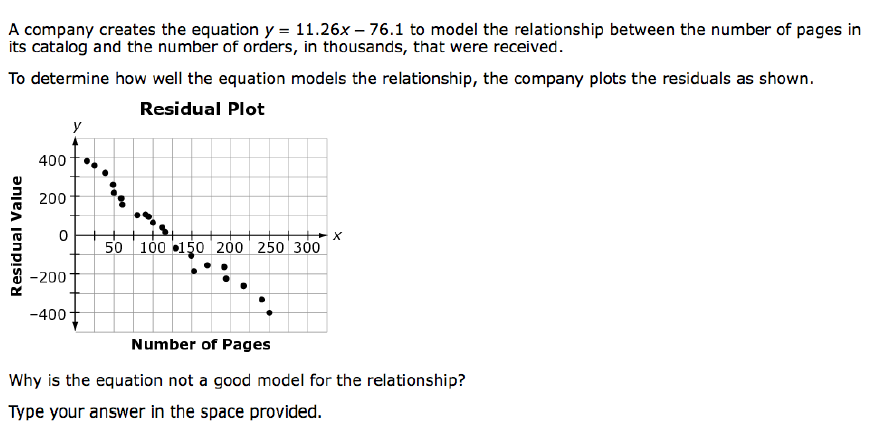 A company creates the equation y = 11.26x – 76.1 to model the relationship between the number of pages in
its catalog and the number of orders, in thousands, that were received.
To determine how well the equation models the relationship, the company plots the residuals as shown.
Residual Plot
y
400
200
0
-200
-400
Residual Value
50 100 150 200 250 300
x
Number of Pages
Why is the equation not a good model for the relationship?
Type your answer in the space provided.